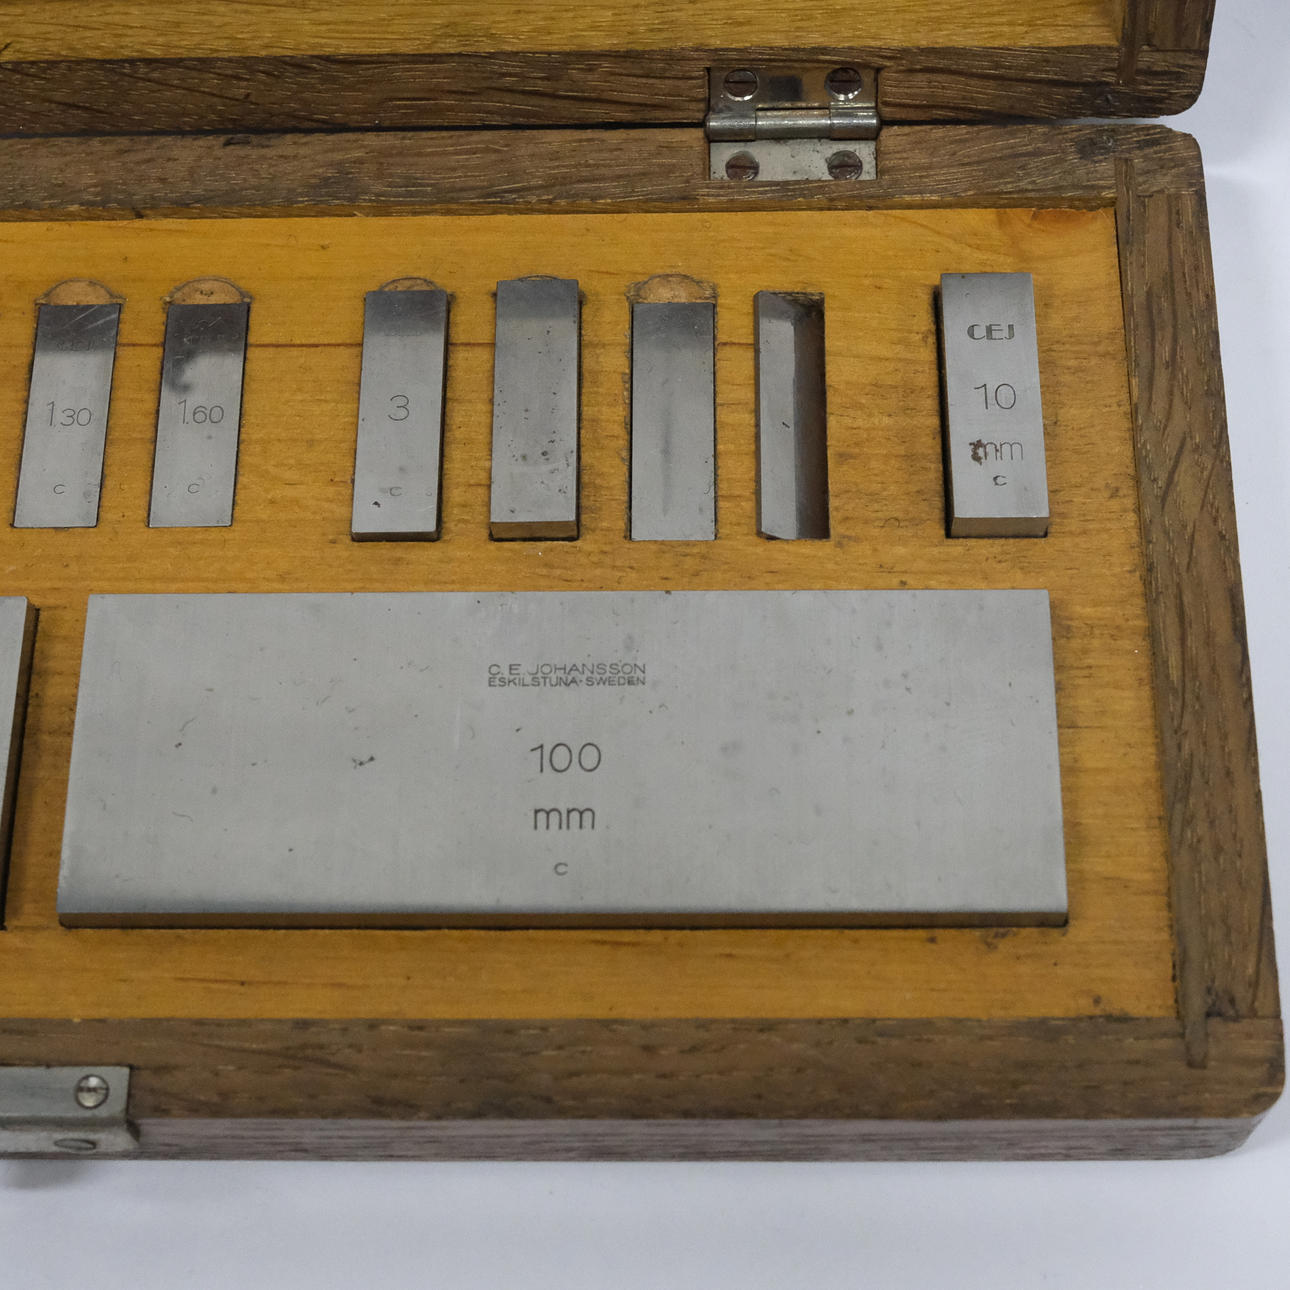 1.30
c
1.60
c
3
c
CEJ
10
mm
c
C. E. JOHANSSON
ESKILSTUNA-SWEDEN
100
mm
c